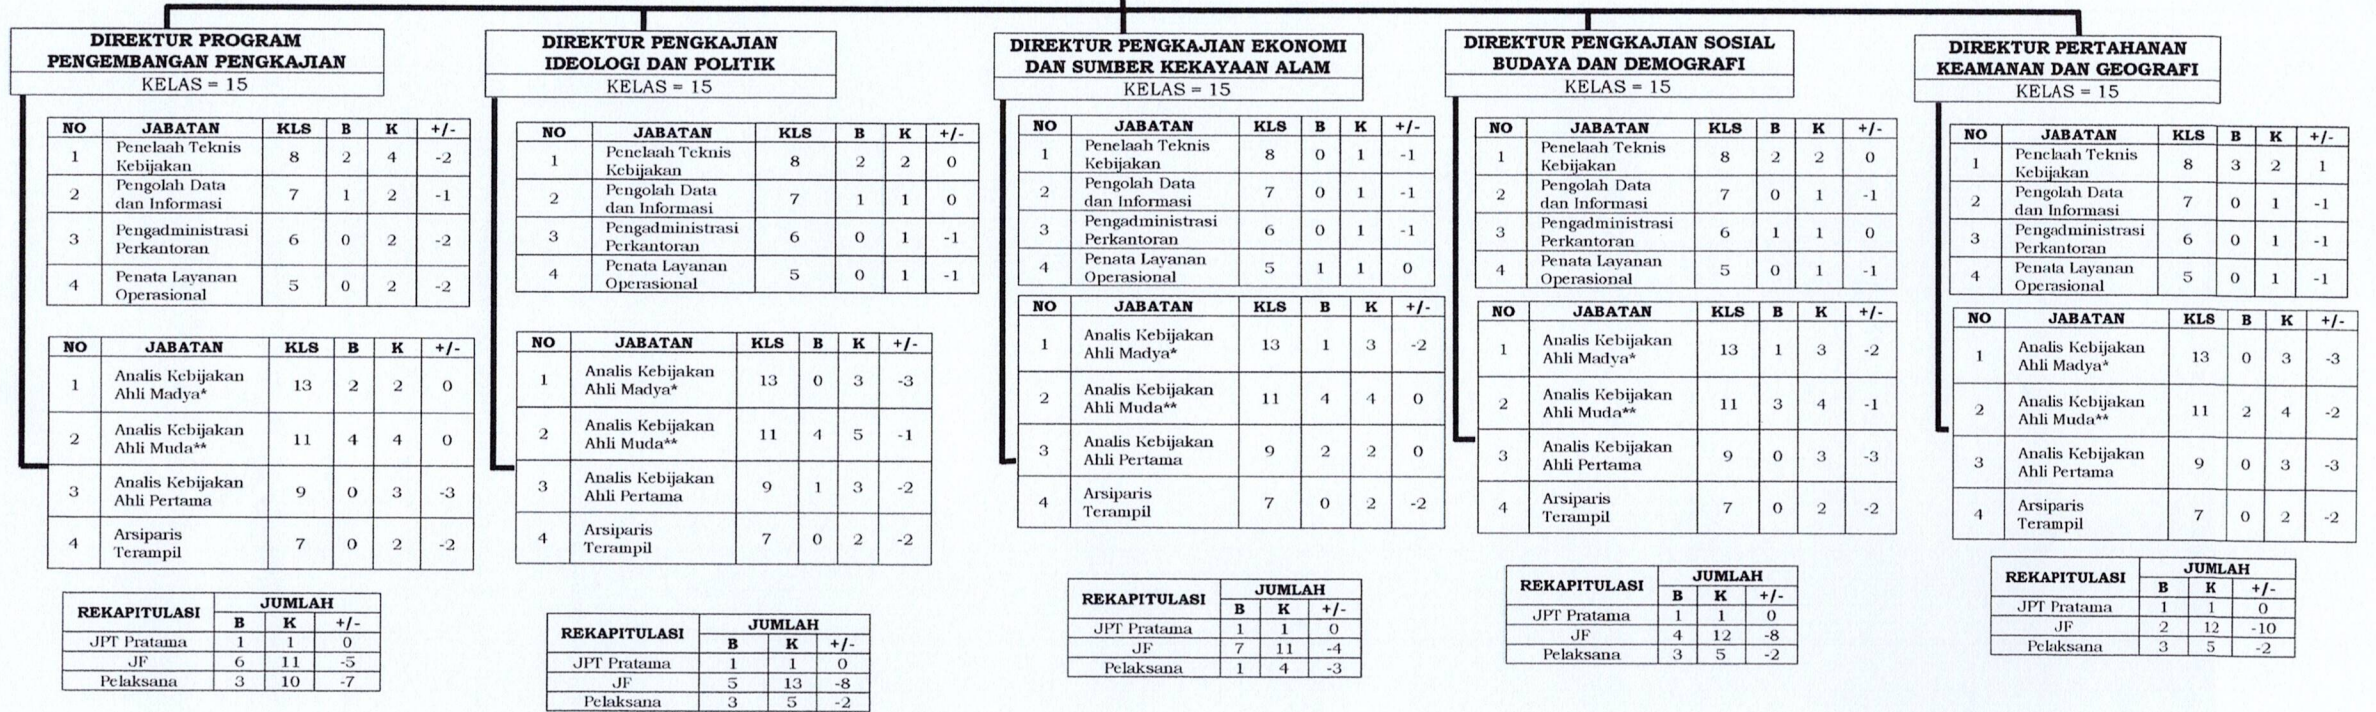 DIREKTUR PROGRAM
PENGEMBANGAN PENGKAJIAN
KELAS = 15
NO JABATAN KLS B K +/-
1 Penelaah Teknis Kebijakan 8 2 4 -2
2 Pengolah Data dan Informasi 7 1 2 -1
3 Pengadministrasi Perkantoran 6 0 2 -2
4 Penata Layanan Operasional 5 0 2 -2
NO JABATAN KLS B K +/-
1 Analis Kebijakan Ahli Madya* 13 2 2 0
2 Analis Kebijakan Ahli Muda** 11 4 4 0
3 Analis Kebijakan Ahli Pertama 9 0 3 -3
4 Arsiparis Terampil 7 0 2 -2
REKAPITULASI JUMLAH
B K +/-
JPT Pratama 1 1 0
JF 6 11 -5
Pelaksana 3 10 -7
DIREKTUR PENGKAJIAN
IDEOLOGI DAN POLITIK
KELAS = 15
NO JABATAN KLS B K +/-
1 Penelaah Teknis Kebijakan 8 2 2 0
2 Pengolah Data dan Informasi 7 1 1 0
3 Pengadministrasi Perkantoran 6 0 1 -1
4 Penata Layanan Operasional 5 0 1 -1
NO JABATAN KLS B K +/-
1 Analis Kebijakan Ahli Madya* 13 0 3 -3
2 Analis Kebijakan Ahli Muda** 11 4 5 -1
3 Analis Kebijakan Ahli Pertama 9 1 3 -2
4 Arsiparis Terampil 7 0 2 -2
REKAPITULASI JUMLAH
B K +/-
JPT Pratama 1 1 0
JF 5 13 -8
Pelaksana 3 5 -2
DIREKTUR PENGKAJIAN EKONOMI
DAN SUMBER KEKAYAAN ALAM
KELAS = 15
NO JABATAN KLS B K +/-
1 Penelaah Teknis Kebijakan 8 0 1 -1
2 Pengolah Data dan Informasi 7 0 1 -1
3 Pengadministrasi Perkantoran 6 0 1 -1
4 Penata Layanan Operasional 5 1 1 0
NO JABATAN KLS B K +/-
1 Analis Kebijakan Ahli Madya* 13 1 3 -2
2 Analis Kebijakan Ahli Muda** 11 4 4 0
3 Analis Kebijakan Ahli Pertama 9 2 2 0
4 Arsiparis Terampil 7 0 2 -2
REKAPITULASI JUMLAH
B K +/-
JPT Pratama 1 1 0
JF 7 11 -4
Pelaksana 1 4 -3
DIREKTUR PENGKAJIAN SOSIAL
BUDAYA DAN DEMOGRAFI
KELAS = 15
NO JABATAN KLS B K +/-
1 Penelaah Teknis Kebijakan 8 2 2 0
2 Pengolah Data dan Informasi 7 0 1 -1
3 Pengadministrasi Perkantoran 6 1 1 0
4 Penata Layanan Operasional 5 0 1 -1
NO JABATAN KLS B K +/-
1 Analis Kebijakan Ahli Madya* 13 1 3 -2
2 Analis Kebijakan Ahli Muda** 11 3 4 -1
3 Analis Kebijakan Ahli Pertama 9 0 3 -3
4 Arsiparis Terampil 7 0 2 -2
REKAPITULASI JUMLAH
B K +/-
JPT Pratama 1 1 0
JF 4 12 -8
Pelaksana 3 5 -2
DIREKTUR PERTAHANAN
KEAMANAN DAN GEOGRAFI
KELAS = 15
NO JABATAN KLS B K +/-
1 Penelaah Teknis Kebijakan 8 3 2 1
2 Pengolah Data dan Informasi 7 0 1 -1
3 Pengadministrasi Perkantoran 6 0 1 -1
4 Penata Layanan Operasional 5 0 1 -1
NO JABATAN KLS B K +/-
1 Analis Kebijakan Ahli Madya* 13 0 3 -3
2 Analis Kebijakan Ahli Muda** 11 2 4 -2
3 Analis Kebijakan Ahli Pertama 9 0 3 -3
4 Arsiparis Terampil 7 0 2 -2
REKAPITULASI JUMLAH
B K +/-
JPT Pratama 1 1 0
JF 2 12 -10
Pelaksana 3 5 -2